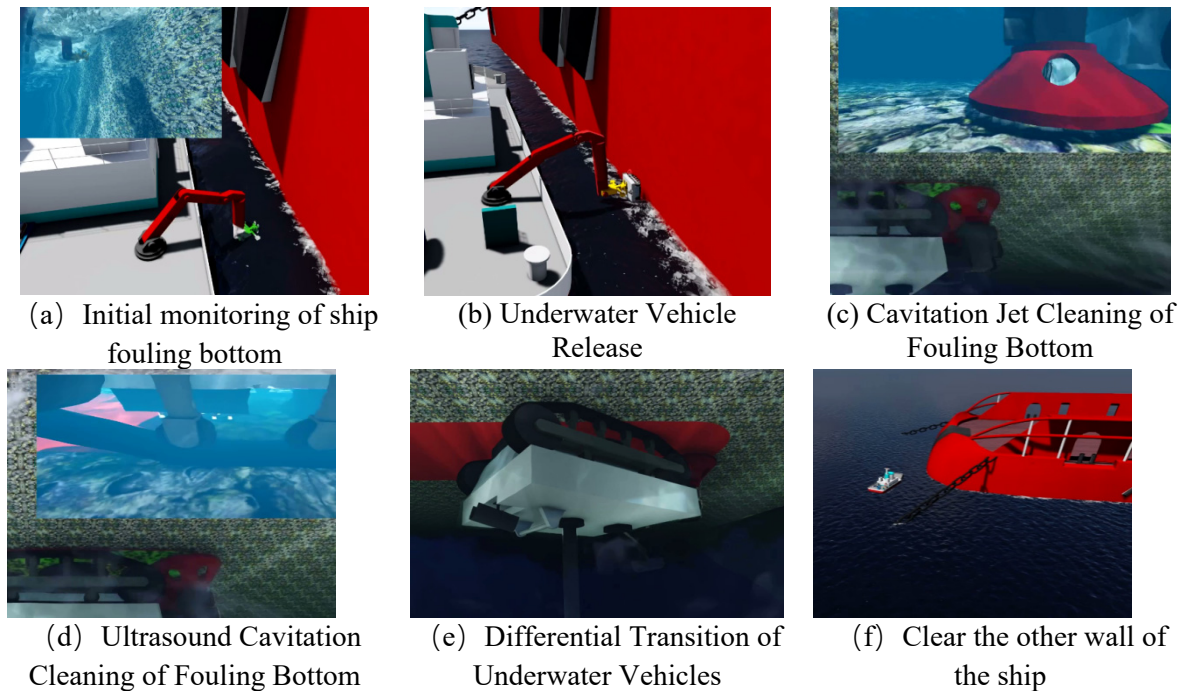 （a） Initial monitoring of ship
fouling bottom
(b) Underwater Vehicle
Release
(c) Cavitation Jet Cleaning of
Fouling Bottom
（d） Ultrasound Cavitation
Cleaning of Fouling Bottom
（e） Differential Transition of
Underwater Vehicles
（f） Clear the other wall of
the ship